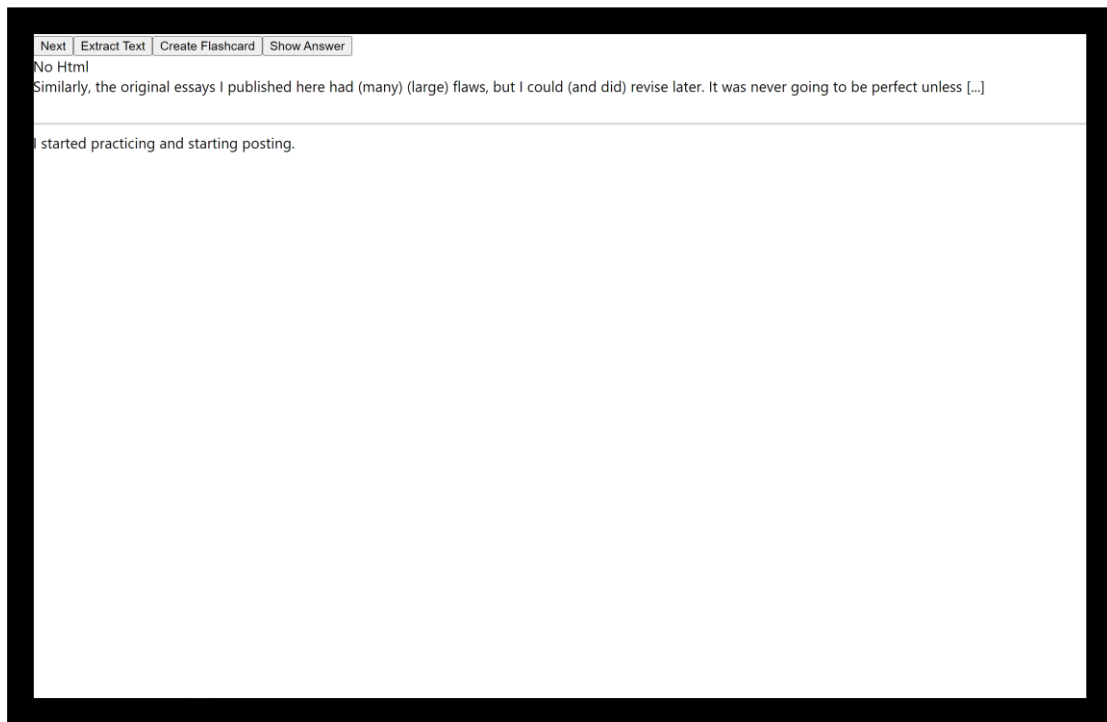 Next Extract Text Create Flashcard Show Answer
No Html
Similarly, the original essays I published here had (many) (large) flaws, but I could (and did) revise later. It was never going to be perfect unless [...]
I started practicing and starting posting.